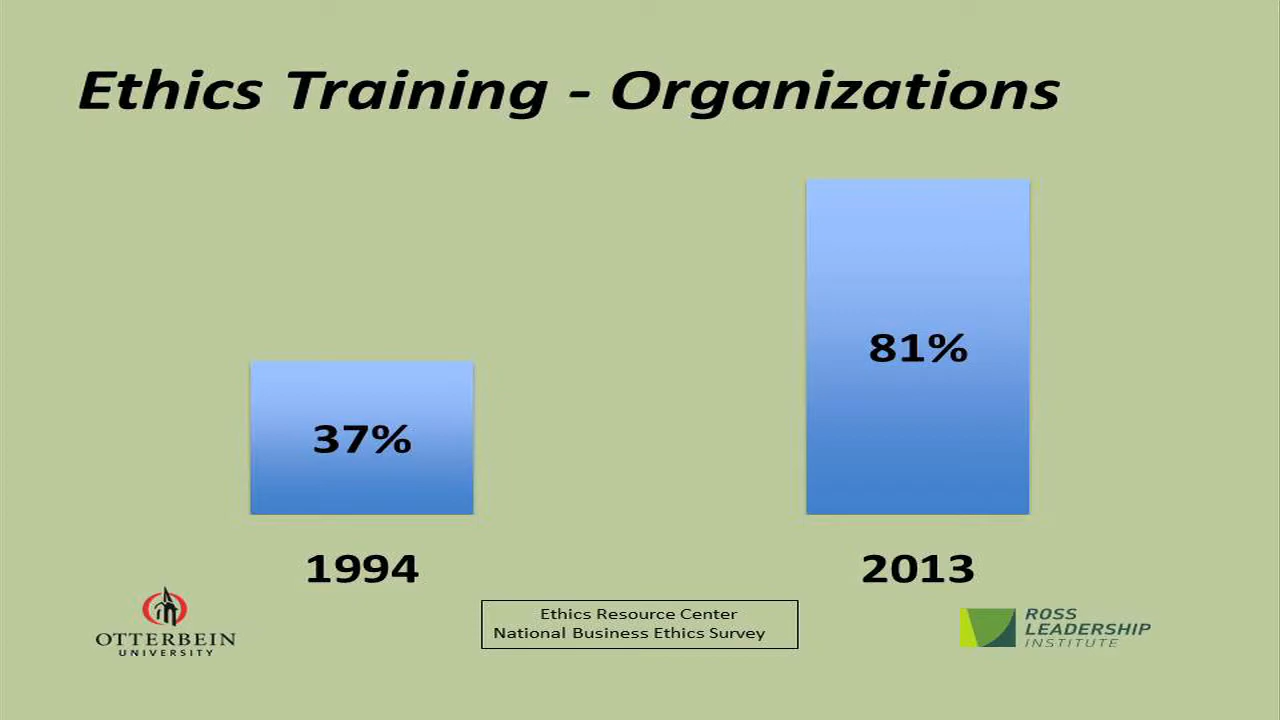 Ethics Training - Organizations
37%
81%
1994
2013
OTTERBEIN
UNIVERSITY
Ethics Resource Center
National Business Ethics Survey
ROSS
LEADERSHIP
INSTITUTE